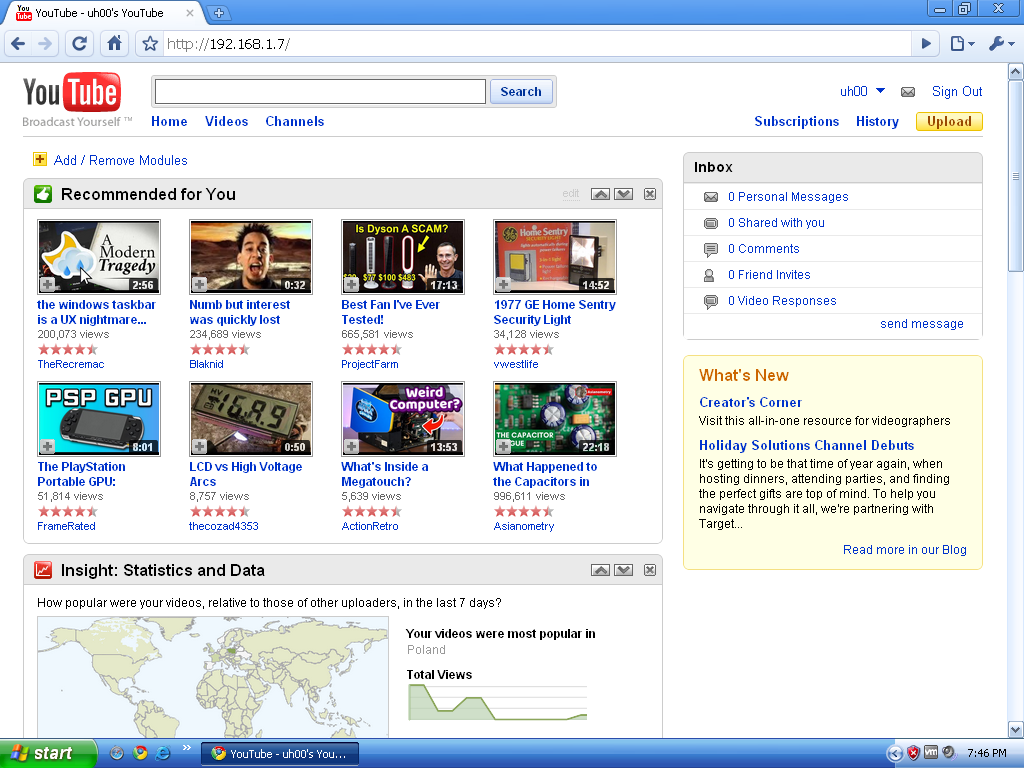 YouTube - uh00's YouTube
http://192.168.1.7/
YouTube
Broadcast Yourself ™
Search
uh00
Sign Out
Home Videos Channels
Subscriptions History Upload
Add / Remove Modules
Recommended for You
edit
A
Modern
Tragedy
2:56
the windows taskbar
is a UX nightmare...
200,073 views
TheRecremac
0:32
Numb but interest
was quickly lost
234,689 views
Blaknid
Is Dyson A SCAM?
$20 $77 $100 $483
17:13
Best Fan I've Ever
Tested!
665,581 views
ProjectFarm
Home Sentry
14:52
1977 GE Home Sentry
Security Light
34,128 views
vwestlife
PSP GPU
8:01
The PlayStation
Portable GPU:
51,814 views
FrameRated
0:50
LCD vs High Voltage
Arcs
8,757 views
thecozad4353
Weird
Computer?
13:53
What's Inside a
Megatouch?
5,639 views
ActionRetro
Asianometry
THE CAPACITOR
PLAGUE
22:18
What Happened to
the Capacitors in
996,611 views
Asianometry
Insight: Statistics and Data
How popular were your videos, relative to those of other uploaders, in the last 7 days?
Your videos were most popular in
Poland
Total Views
Inbox
0 Personal Messages
0 Shared with you
0 Comments
0 Friend Invites
0 Video Responses
send message
What's New
Creator's Corner
Visit this all-in-one resource for videographers
Holiday Solutions Channel Debuts
It's getting to be that time of year again, when
hosting dinners, attending parties, and finding
the perfect gifts are top of mind. To help you
navigate through it all, we're partnering with
Target...
Read more in our Blog
start
YouTube - uh00's You...
7:46 PM